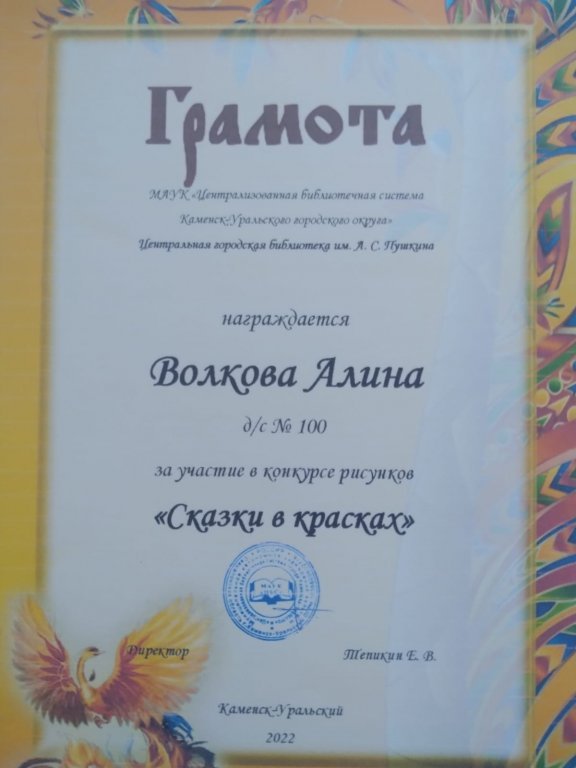 Грамота
МАУК «Централизованная библиотечная система
Каменск-Уральского городского округа»
Центральная городская библиотека им. А. С. Пушкина
награждается
Волкова Алина
д/с № 100
за участие в конкурсе рисунков
«Сказки в красках»
МАУК
Директор
Тепикин Е. В.
Каменск-Уральский
2022